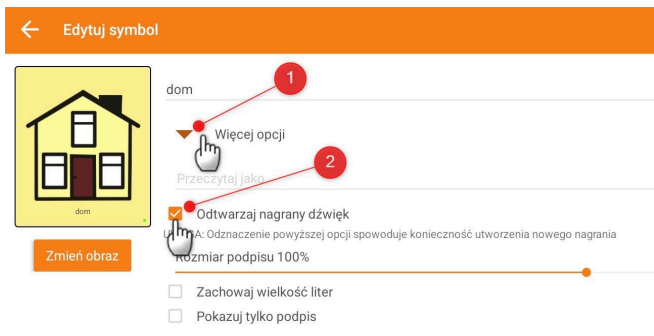 Edytuj symbol
dom
1
Więcej opcji
2
Przeczytaj jako
dom
Odtwarzaj nagrany dźwięk
A: Odznaczenie powyższej opcji spowoduje konieczność utworzenia nowego nagrania
Zmień obraz
Rozmiar podpisu 100%
Zachowaj wielkość liter
Pokazuj tylko podpis